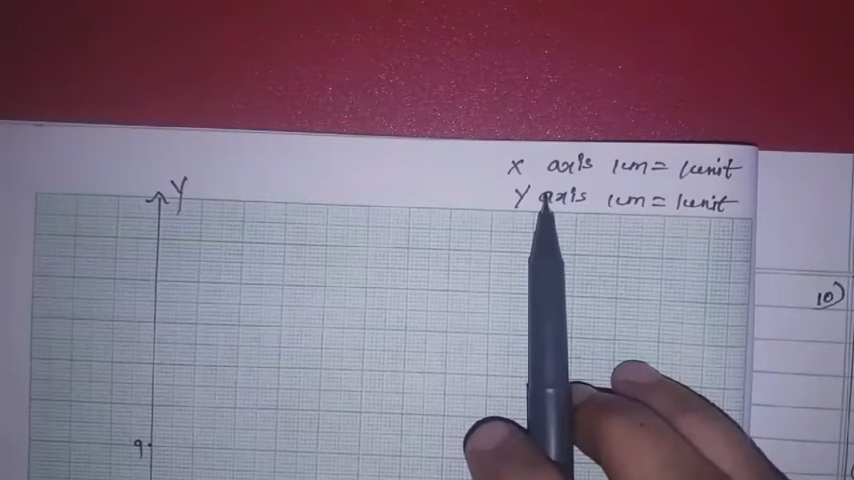 X axis 1cm = 1unit
Y axis 1cm = 1unit
Y
10)
9